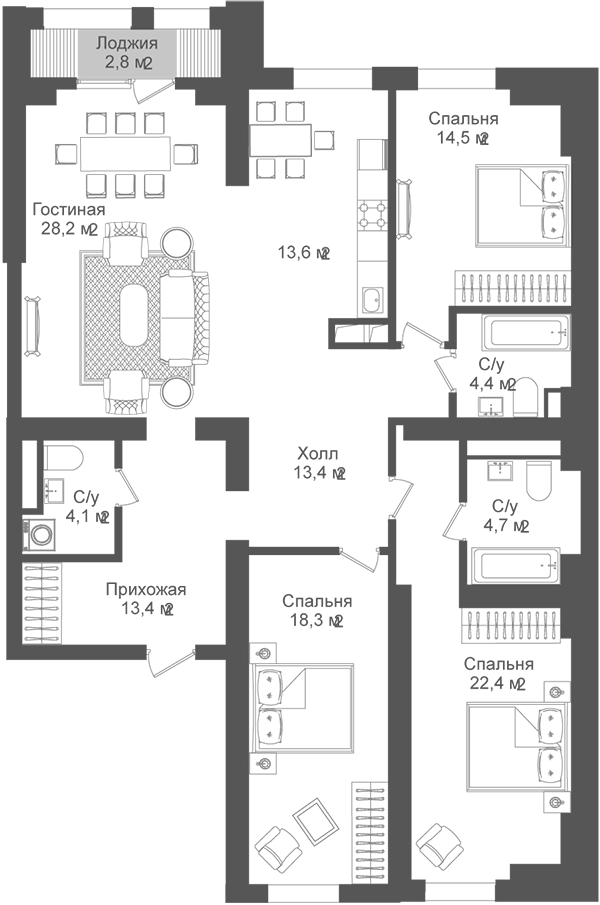 Лоджия
2,8 м2
Спальня
14,5 м2
Гостиная
28,2 м2
13,6 м2
С/у
4,4 м2
Холл
13,4 м2
С/у
4,1 м2
С/у
4,7 м2
Прихожая
13,4 м2
Спальня
18,3 м2
Спальня
22,4 м2